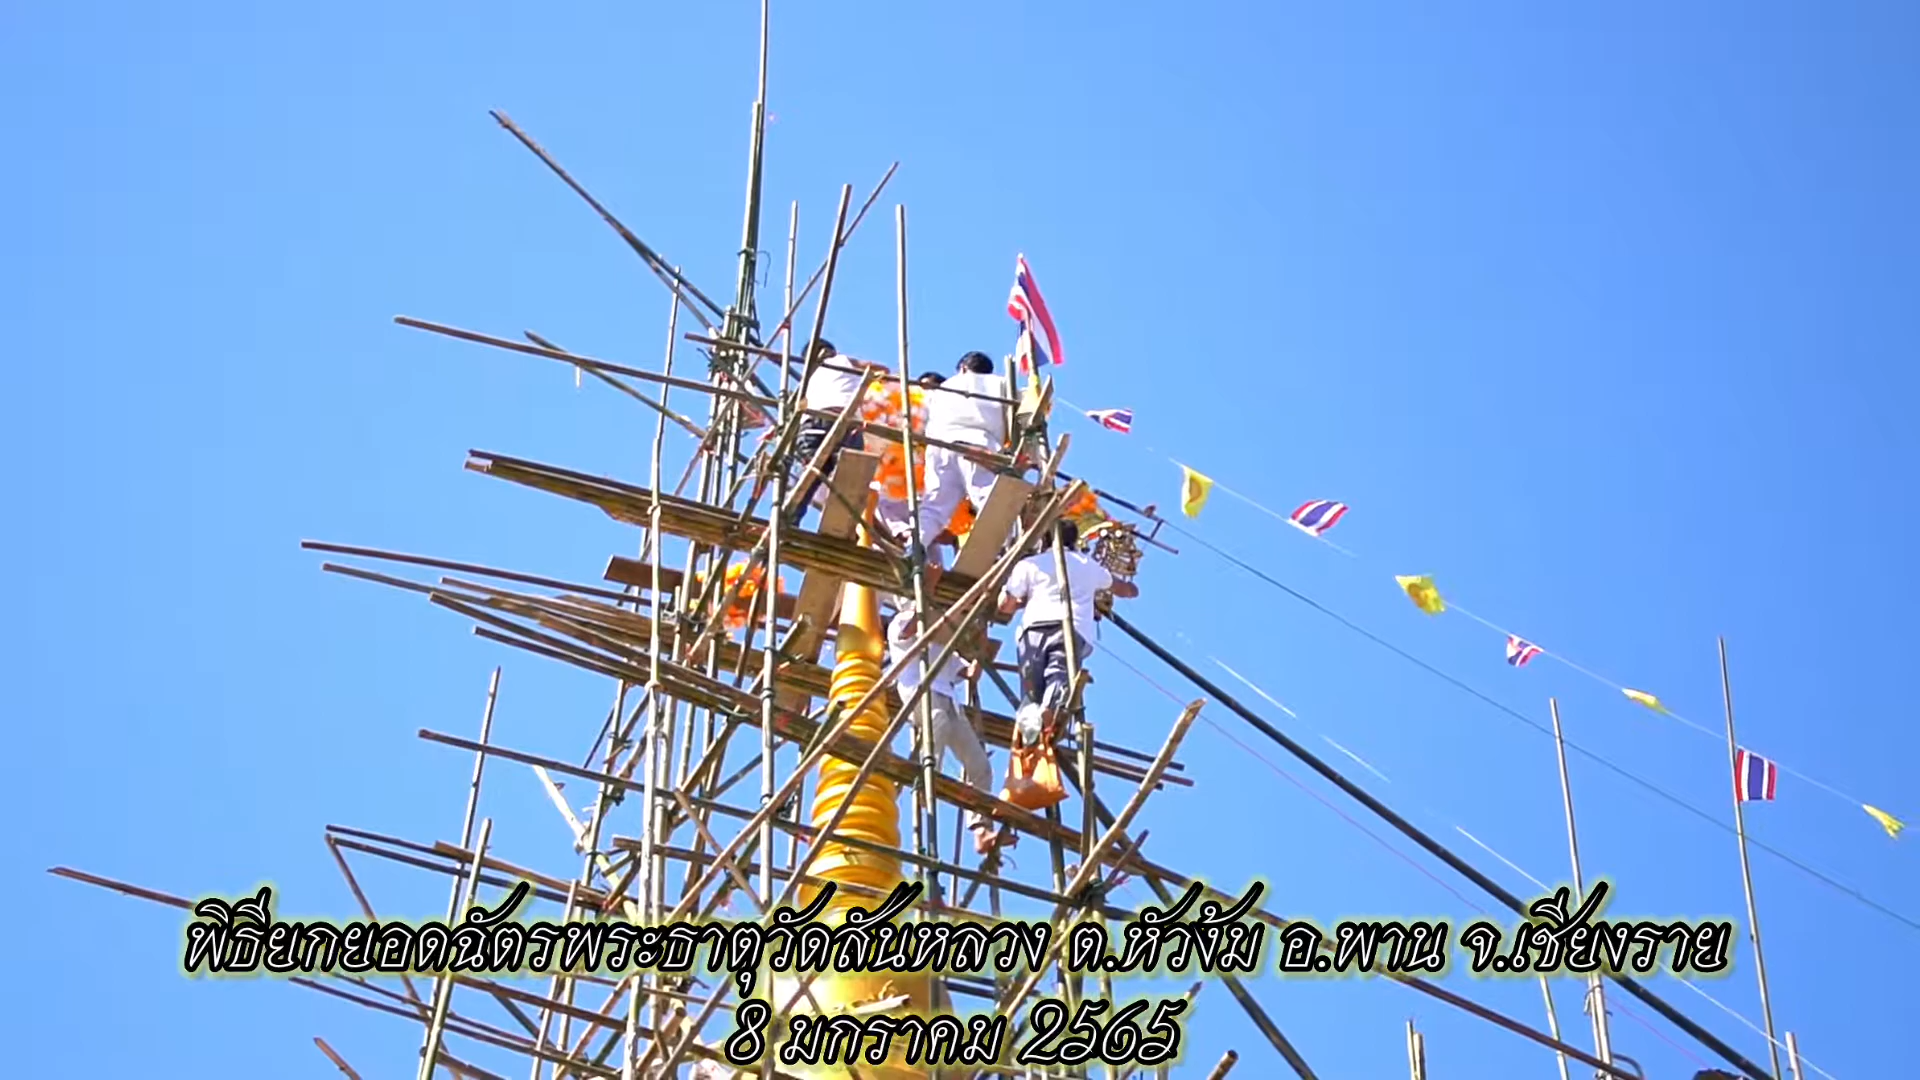 พิธียกยอดฉัตรพระธาตุวัดสันหลวง ต.หัวง้ม อ.พาน จ.เชียงราย
8 มกราคม 2565